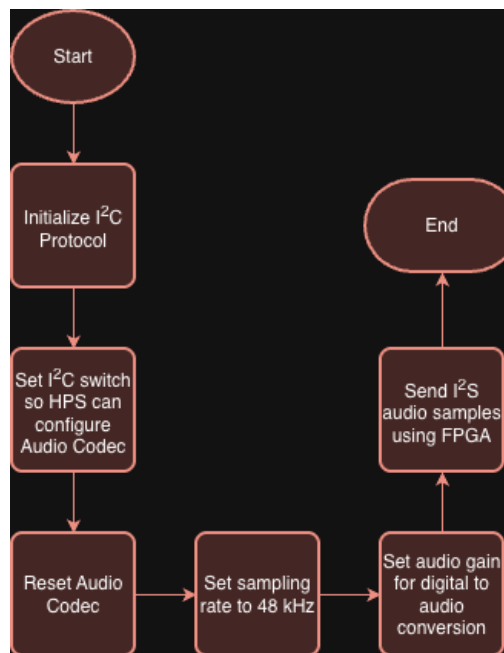 Start
Initialize I²C
Protocol
Set I²C switch
so HPS can
configure
Audio Codec
Reset Audio
Codec
Set sampling
rate to 48 kHz
Set audio gain
for digital to
audio
conversion
Send I²S
audio samples
using FPGA
End